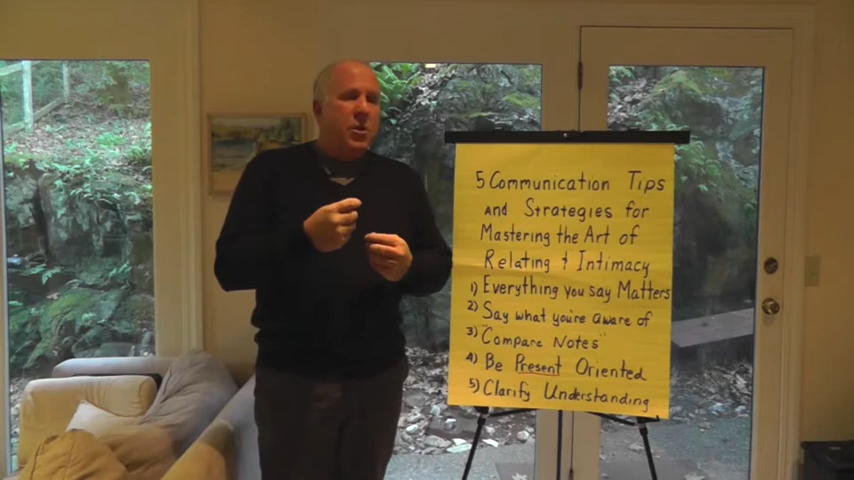 5 Communication Tips
and Strategies for
Mastering the Art of
Relating & Intimacy
1) Everything you say Matters
2) Say what you're aware of
3) "Compare Notes"
4) Be Present Oriented
5) Clarify Understanding